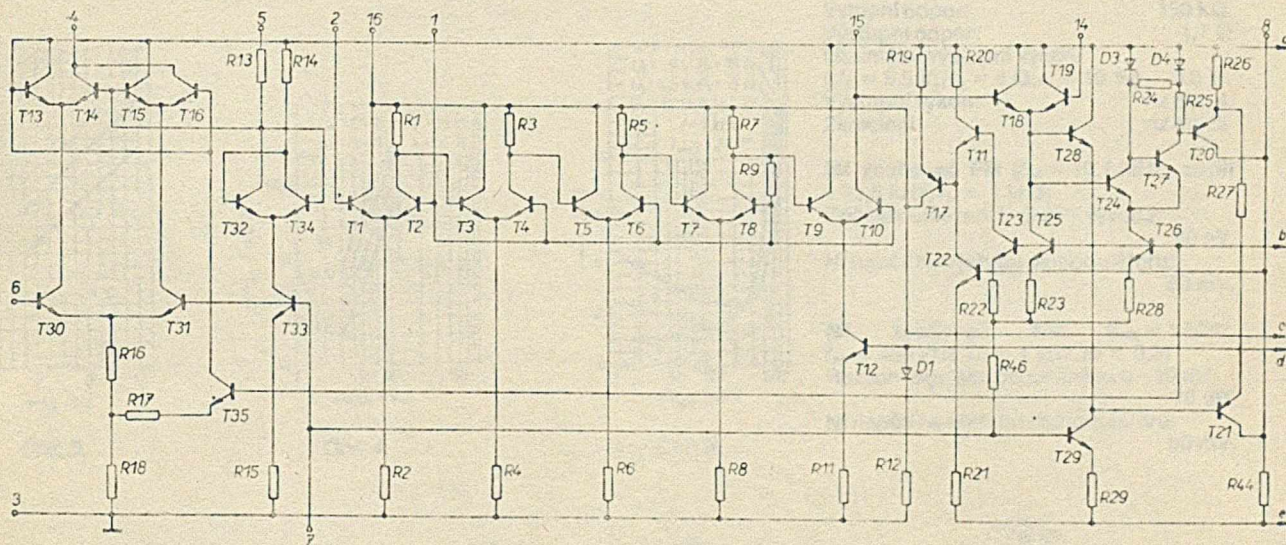 4 5 2 16 1 15 14 8
R13 R14 R19 R20 D3 D4 R26 a
T19
R24
T13 T14 T15 T16 R1 R3 R5 R7 T18 R25
T11 T28 T20
R9 T27
T17 R27
T32 T34 T1 T2 T3 T4 T5 T6 T7 T8 T9 T10 T24
T23 T25 T26
T22 b
6
T30 T31 T33 R22 R23 R28
c
R16 T12 D1 R46 d
R17 T35
T21
T29
R18 R15 R2 R4 R6 R8 R11 R12 R21 R29 R44
3 e
7